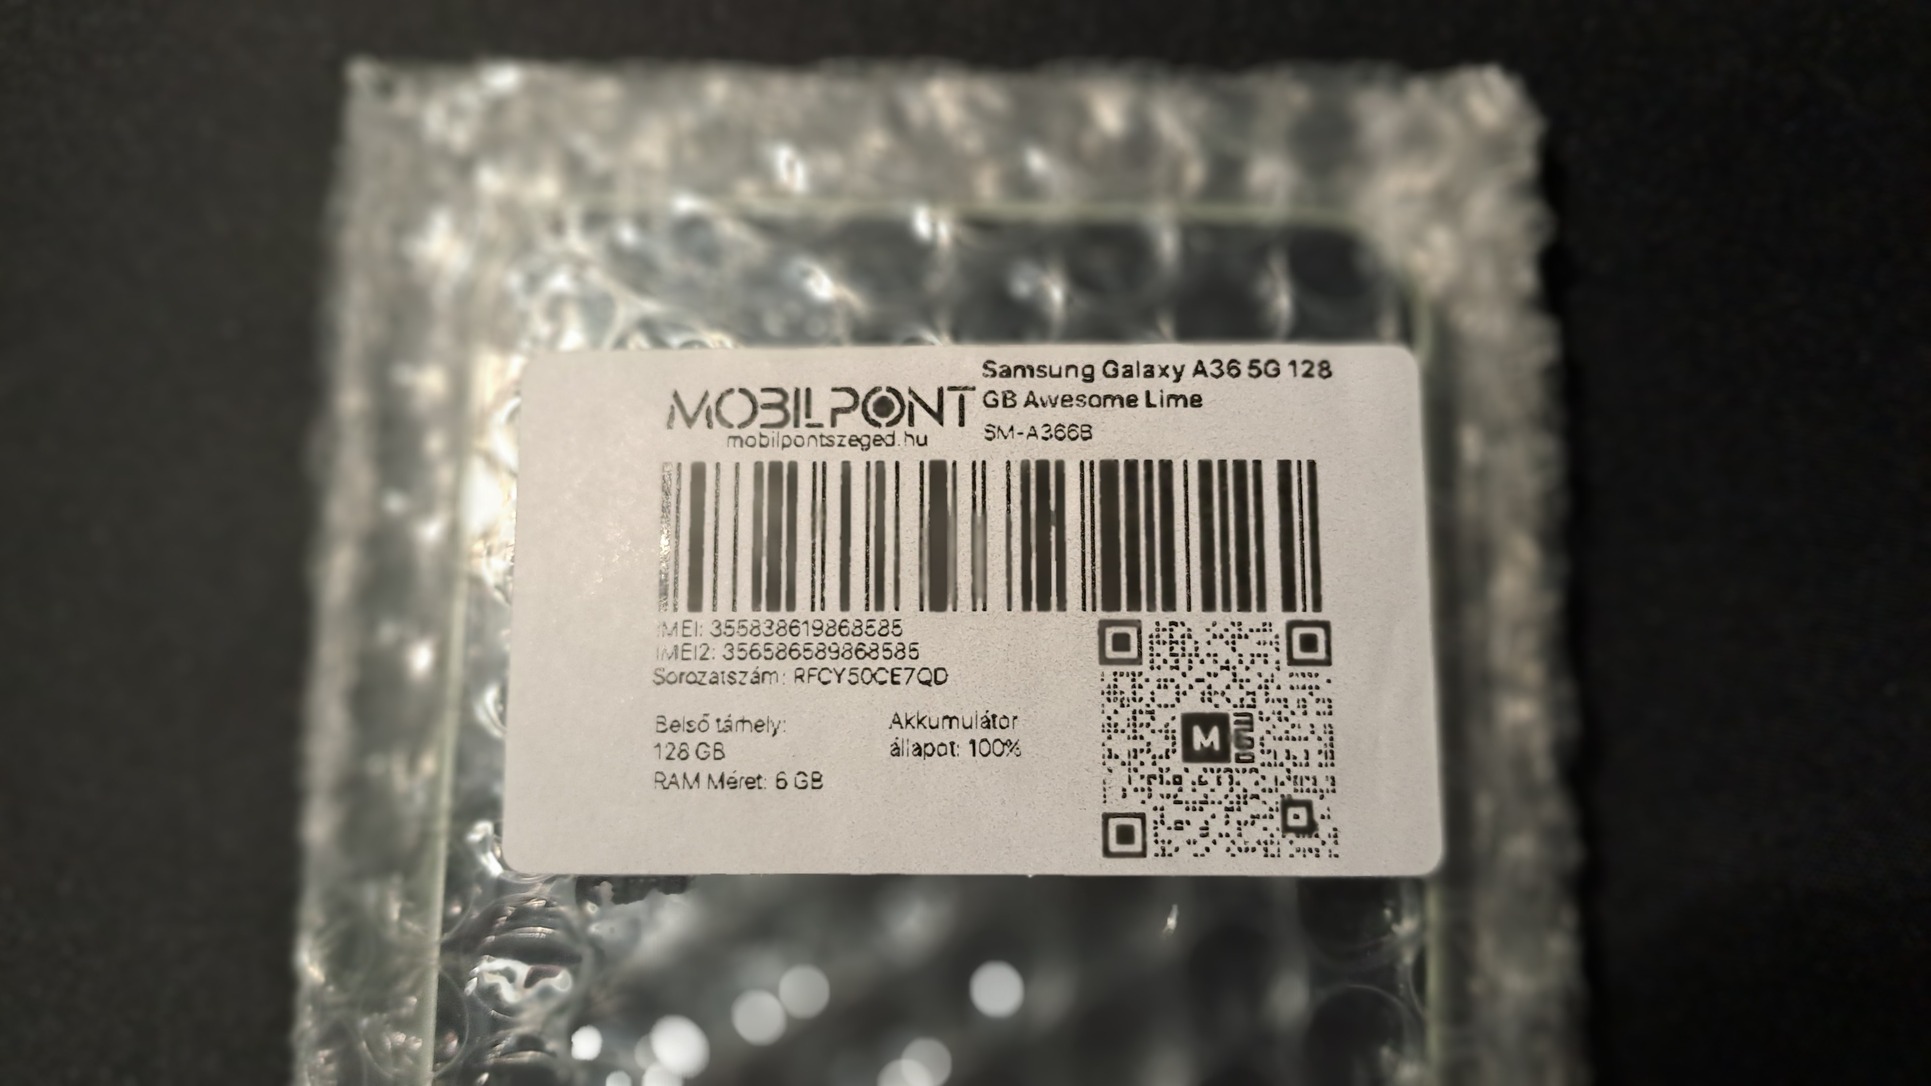 MOBILPONT
mobilpontszeged.hu
Samsung Galaxy A36 5G 128
GB Awesome Lime
SM-A366B
IMEI: 355838619868585
IMEI2: 356586589868585
Sorozatszám: RFCY50CE7QD
Belső tárhely:
128 GB
RAM Méret: 6 GB
Akkumulátor
állapot: 100%
M
360